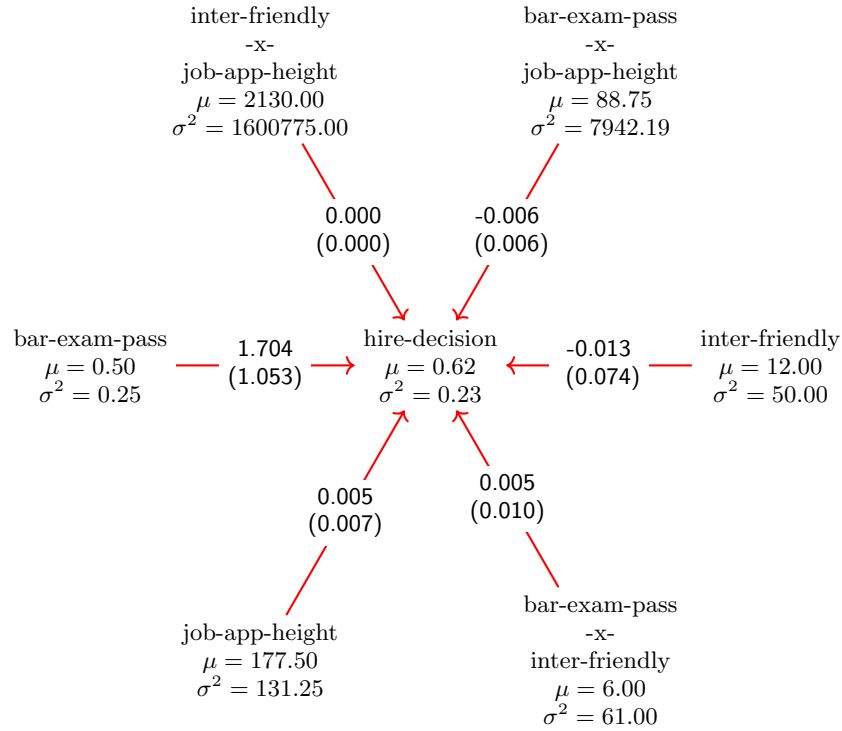 inter-friendly
-x-
job-app-height
μ = 2130.00
σ² = 1600775.00
bar-exam-pass
-x-
job-app-height
μ = 88.75
σ² = 7942.19
0.000
(0.000)
-0.006
(0.006)
bar-exam-pass
μ = 0.50
σ² = 0.25
1.704
(1.053)
hire-decision
μ = 0.62
σ² = 0.23
-0.013
(0.074)
inter-friendly
μ = 12.00
σ² = 50.00
0.005
(0.007)
0.005
(0.010)
job-app-height
μ = 177.50
σ² = 131.25
bar-exam-pass
-x-
inter-friendly
μ = 6.00
σ² = 61.00